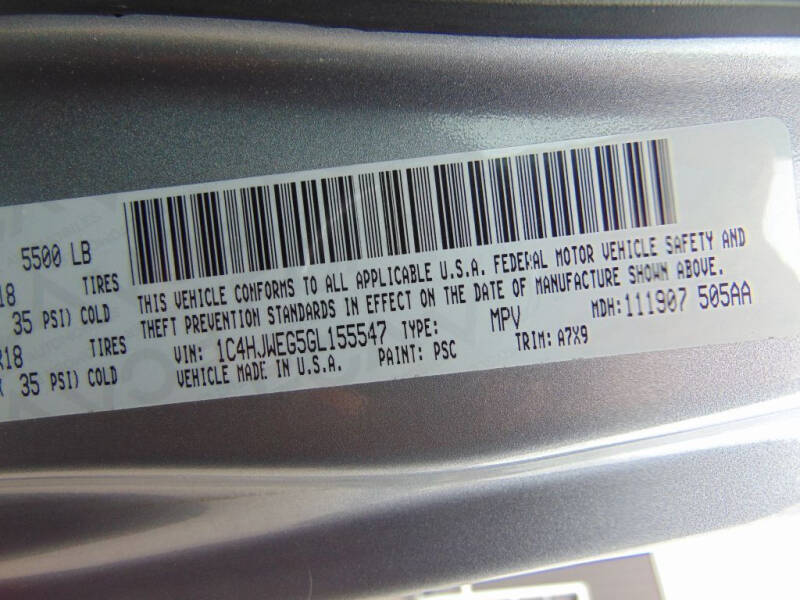 5500 LB
18 TIRES
35 PSI) COLD
R18 TIRES
35 PSI) COLD
THIS VEHICLE CONFORMS TO ALL APPLICABLE U.S.A. FEDERAL MOTOR VEHICLE SAFETY AND
THEFT PREVENTION STANDARDS IN EFFECT ON THE DATE OF MANUFACTURE SHOWN ABOVE.
VIN: 1C4HJWEG5GL155547 TYPE: MPV MDH:111907 505AA
VEHICLE MADE IN U.S.A. PAINT: PSC TRIM: A7X9